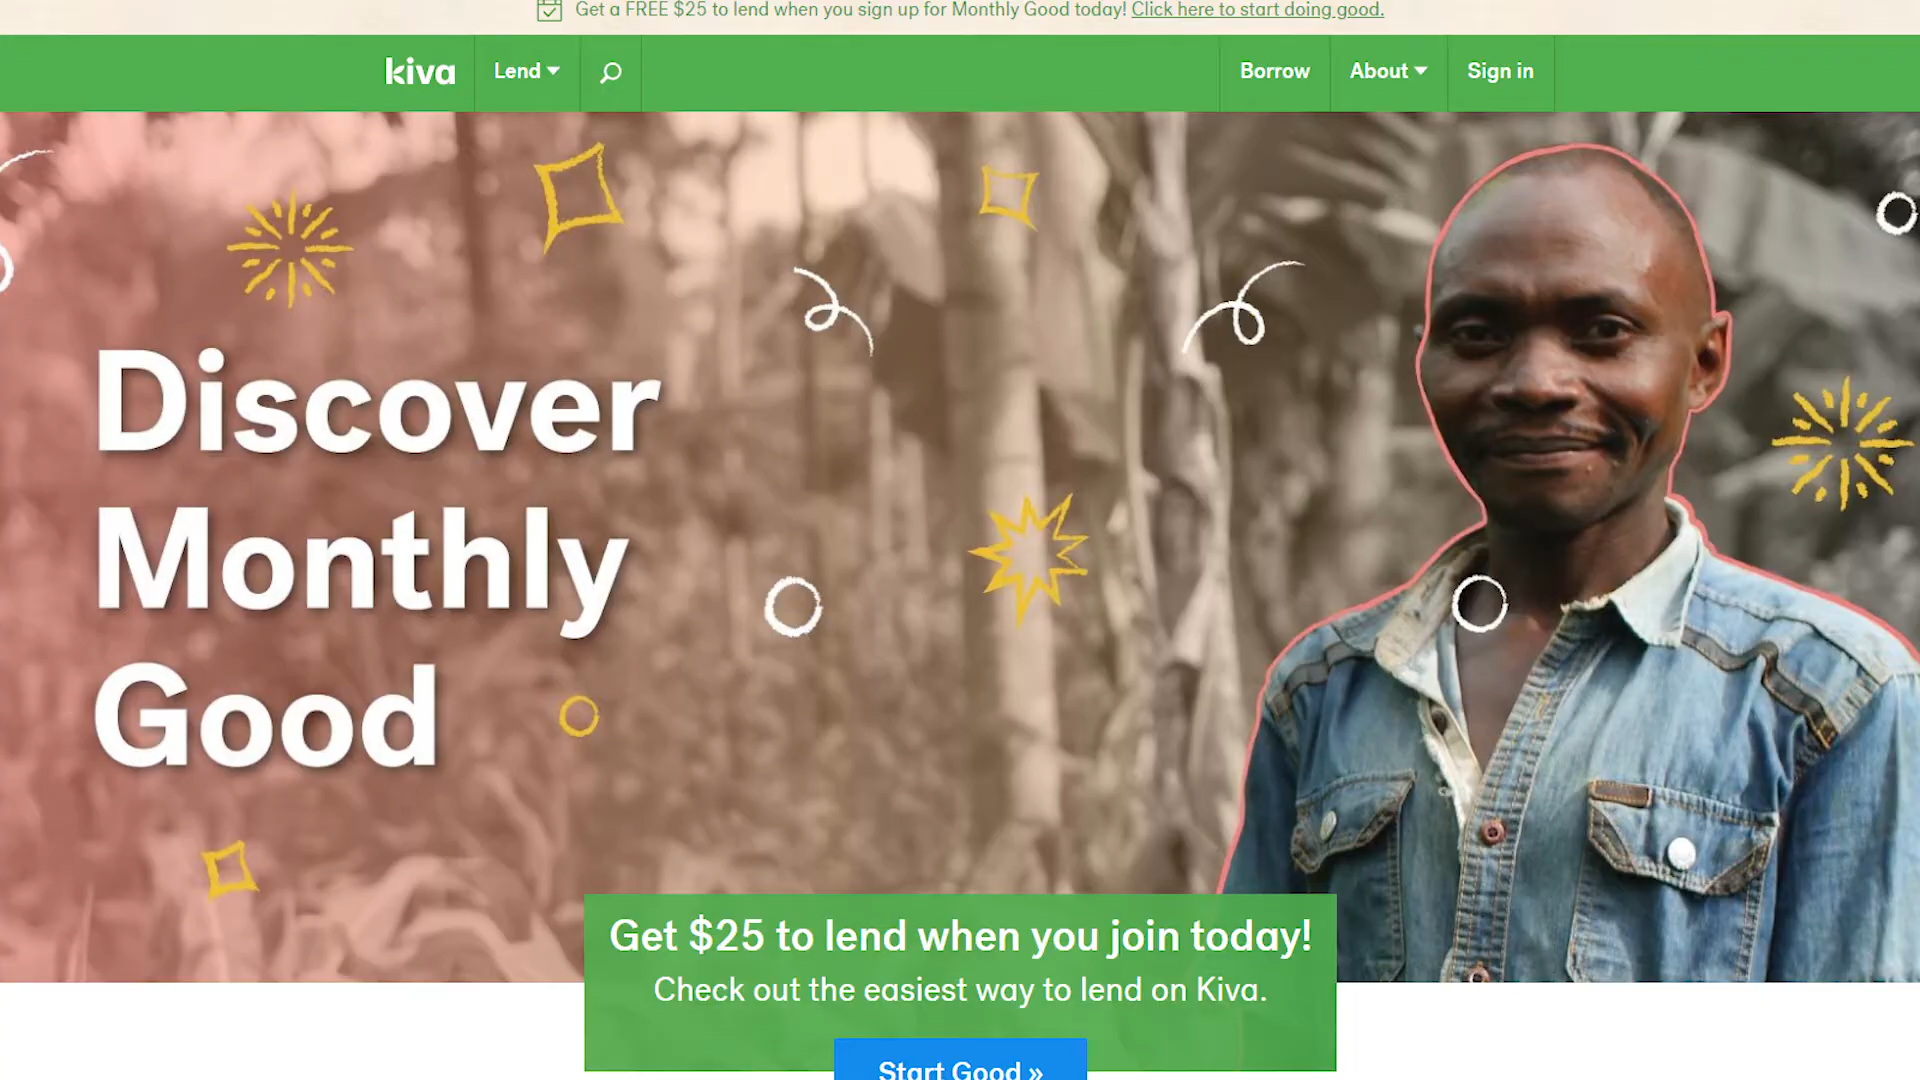 Get a FREE $25 to lend when you sign up for Monthly Good today! Click here to start doing good.
kiva Lend Borrow About Sign in
Discover
Monthly
Good
Get $25 to lend when you join today!
Check out the easiest way to lend on Kiva.
Start Good »